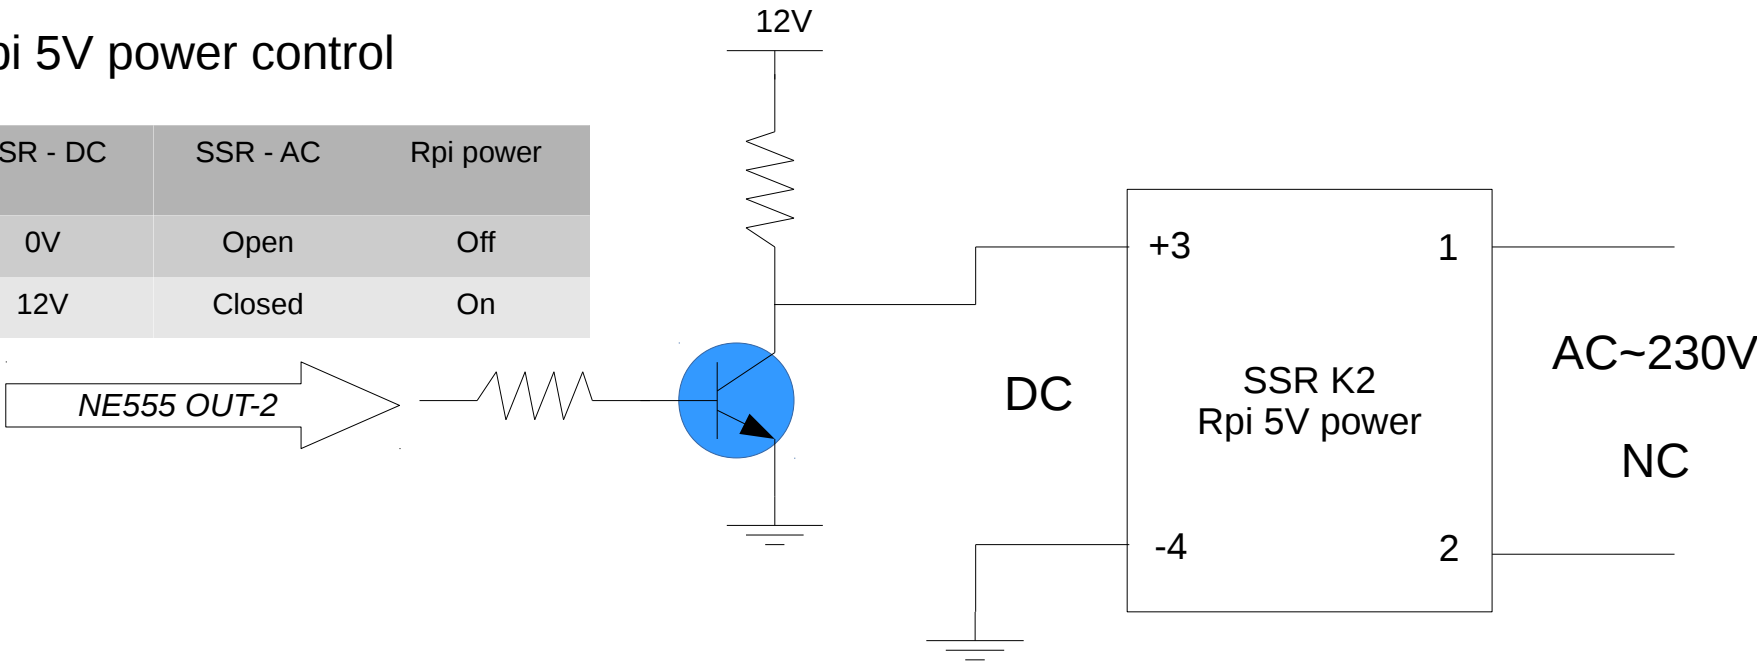 12V
pi 5V power control
SR - DC SSR - AC Rpi power
0V Open Off
12V Closed On
NE555 OUT-2
+3 1
DC
SSR K2
Rpi 5V power
AC~230V
NC
-4 2